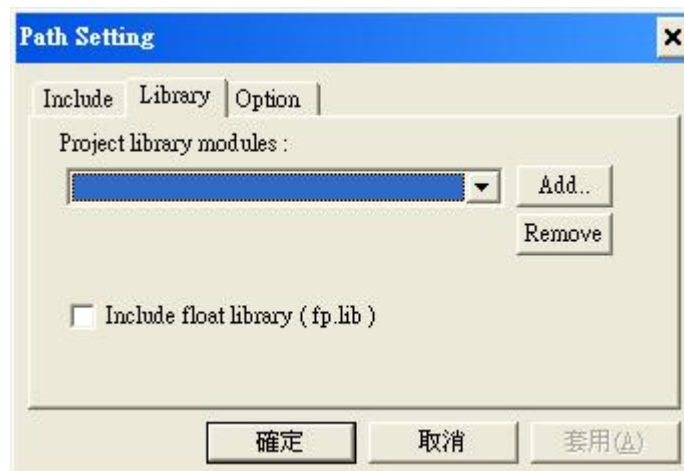 Path Setting
Include Library Option
Project library modules :
Add..
Remove
Include float library ( fp.lib )
確定 取消 套用(A)